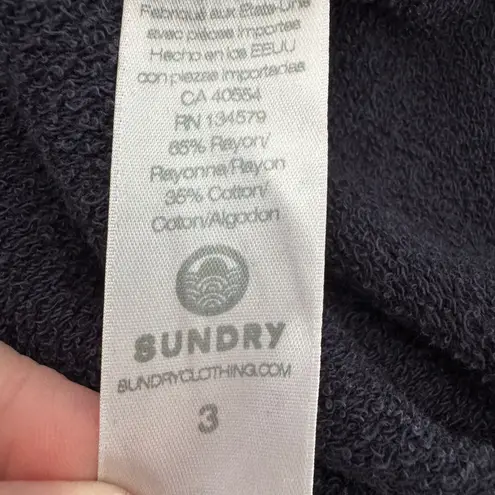 Fabriqué aux États-Unis
avec pièces importées
Hecho en los EEUU
con piezas importadas
CA 40554
RN 134579
65% Rayon/
Rayonne/Rayon
35% Cotton/
Coton/Algodon
SUNDRY
SUNDRYCLOTHING.COM
3